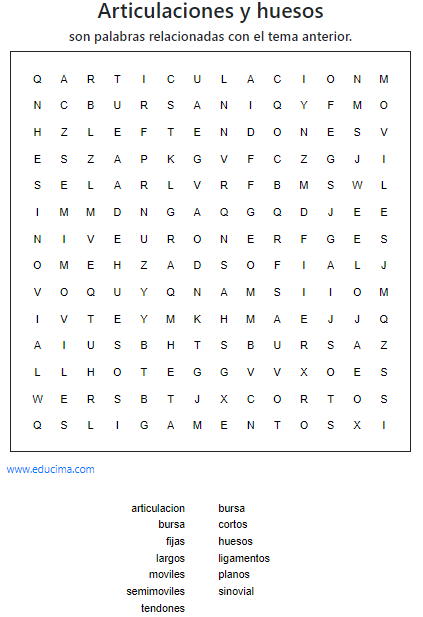 Articulaciones y huesos
son palabras relacionadas con el tema anterior.
Q A R T I C U L A C I O N M
N C B U R S A N I Q Y F M O
H Z L E F T E N D O N E S V
E S Z A P K G V F C Z G J I
S E L A R L V R F B M S W L
I M M D N G A Q G Q D J E E
N I V E U R O N E R F G E S
O M E H Z A D S O F I A L J
V O Q U Y Q N A M S I I O M
I V T E Y M K H M A E J J Q
A I U S B H T S B U R S A Z
L L H O T E G G V V X O E S
W E R S B T J X C O R T O S
Q S L I G A M E N T O S X I
www.educima.com
articulacion bursa
bursa cortos
fijas huesos
largos ligamentos
moviles planos
semimoviles sinovial
tendones